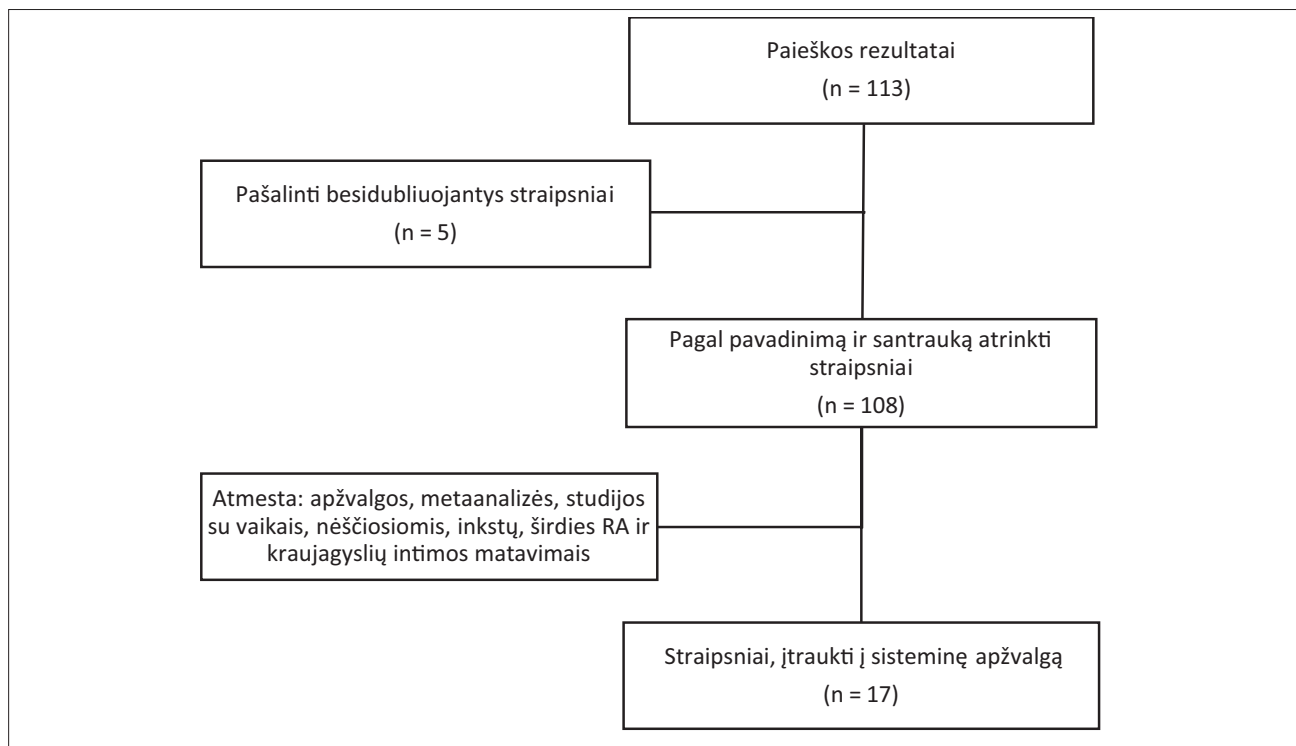 Paieškos rezultatai
(n = 113)
Pašalinti besidubliuojantys straipsniai
(n = 5)
Pagal pavadinimą ir santrauką atrinkti
straipsniai
(n = 108)
Atmesta: apžvalgos, metaanalizės, studijos
su vaikais, nėščiosiomis, inkstų, širdies RA ir
kraujagyslių intimos matavimais
Straipsniai, įtraukti į sisteminę apžvalgą
(n = 17)